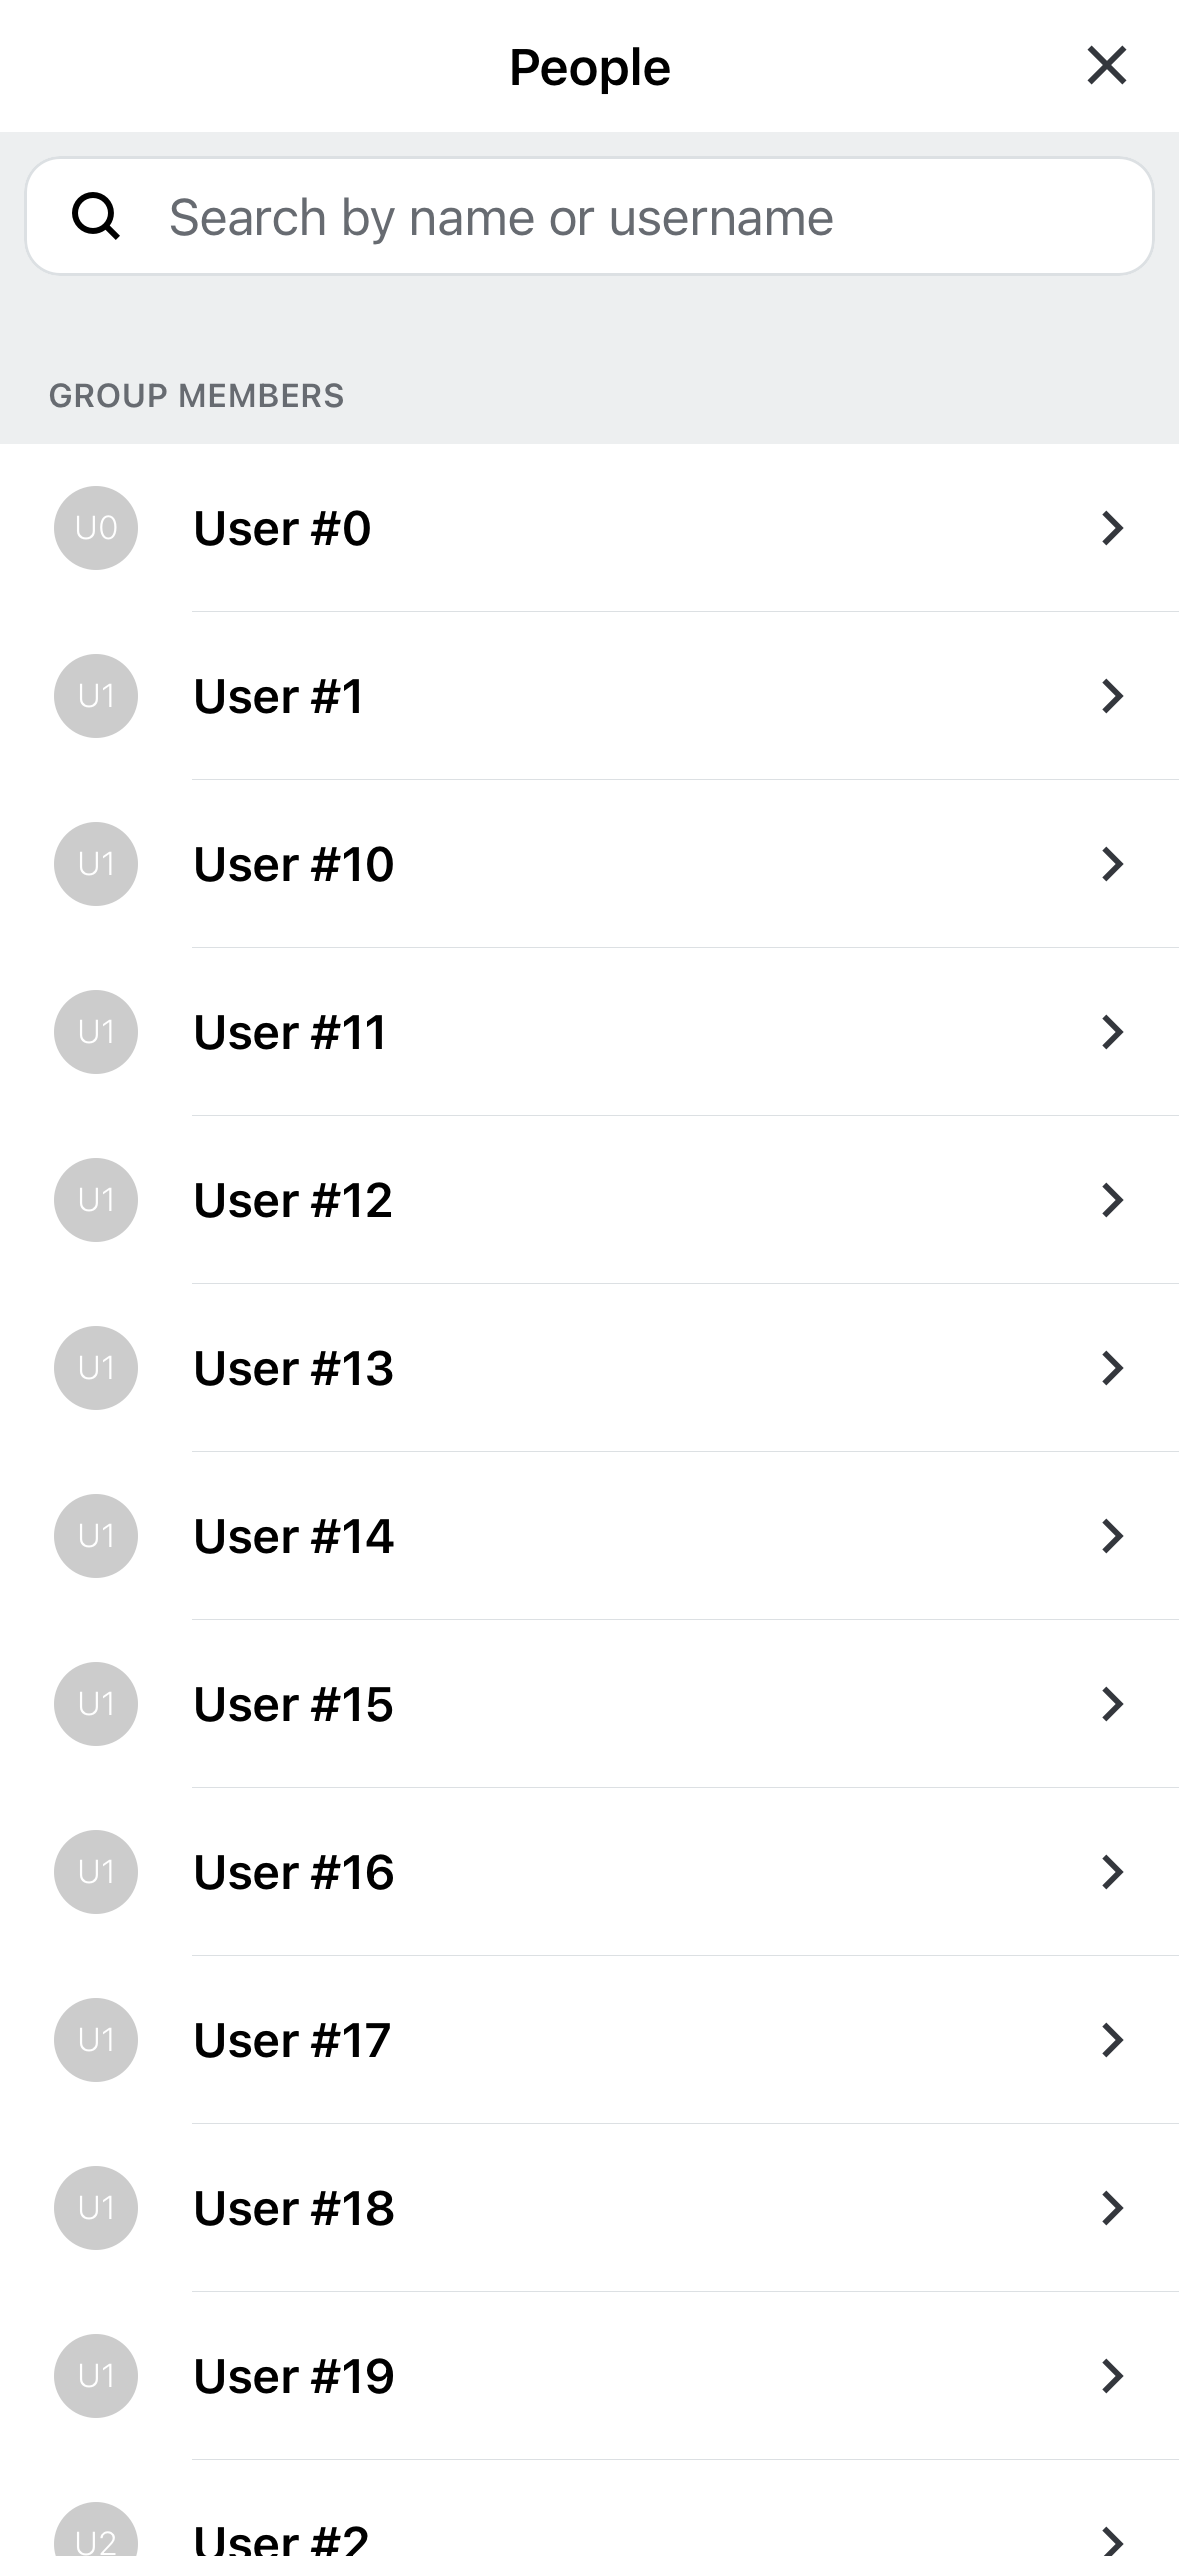 People
Search by name or username
GROUP MEMBERS
U0 User #0
U1 User #1
U1 User #10
U1 User #11
U1 User #12
U1 User #13
U1 User #14
U1 User #15
U1 User #16
U1 User #17
U1 User #18
U1 User #19
U2 User #2